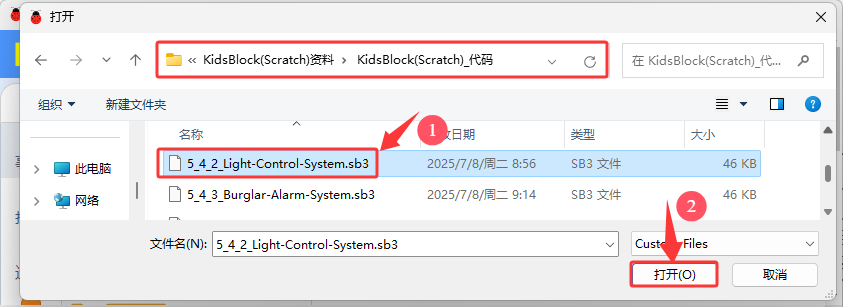 打开
« KidsBlock(Scratch)资料 › KidsBlock(Scratch)_代码
在 KidsBlock(Scratch)_代...
组织 新建文件夹
名称 日期 类型 大小
1
此电脑 5_4_2_Light-Control-System.sb3 2025/7/8/周二 8:56 SB3 文件 46 KB
网络 5_4_3_Burglar-Alarm-System.sb3 2025/7/8/周二 9:14 SB3 文件 46 KB
2
文件名(N): 5_4_2_Light-Control-System.sb3 Files
打开(O) 取消